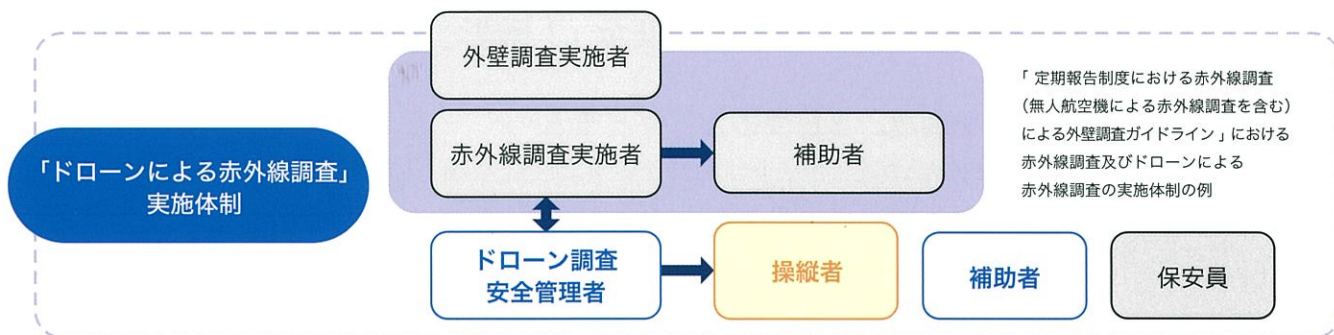 外壁調査実施者
「ドローンによる赤外線調査」
実施体制
赤外線調査実施者
補助者
「定期報告制度における赤外線調査
（無人航空機による赤外線調査を含む）
による外壁調査ガイドライン」における
赤外線調査及びドローンによる
赤外線調査の実施体制の例
ドローン調査
安全管理者
操縦者
補助者
保安員